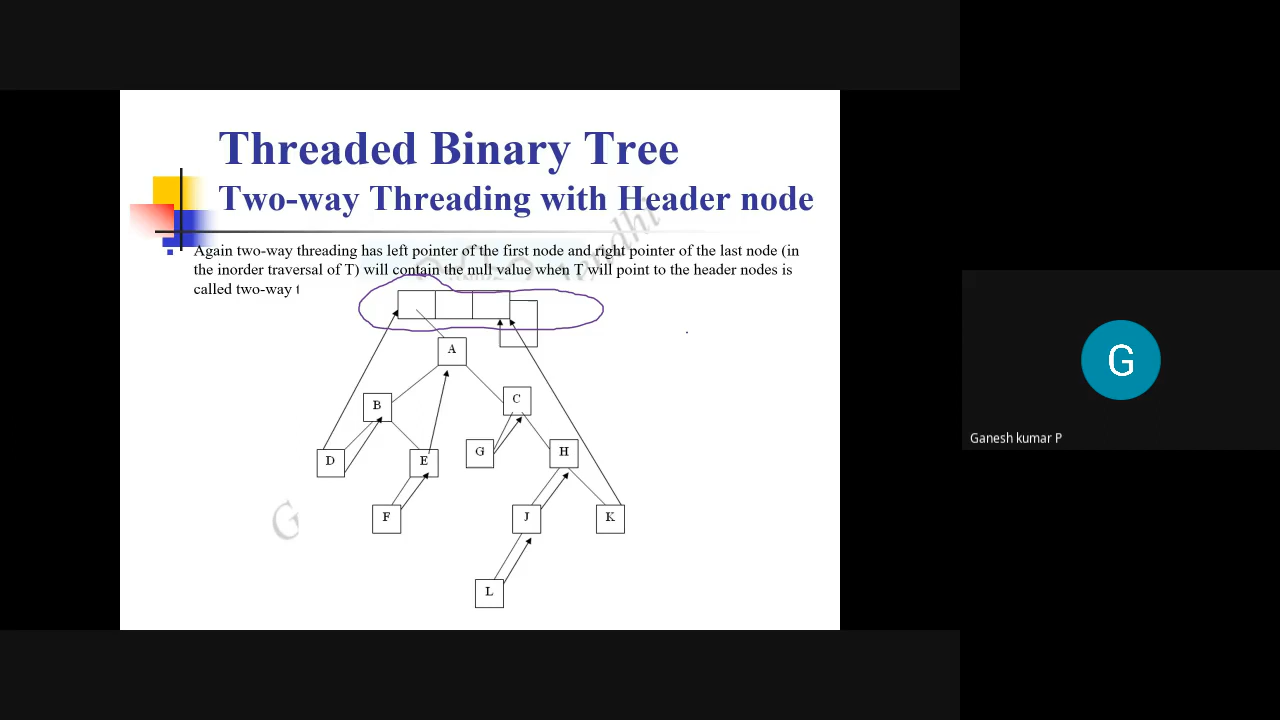 Threaded Binary Tree
Two-way Threading with Header node
Again two-way threading has left pointer of the first node and right pointer of the last node (in
the inorder traversal of T) will contain the null value when T will point to the header nodes is
called two-way t
A
B
C
D
E
G
H
F
J
K
L
G
G
Ganesh kumar P